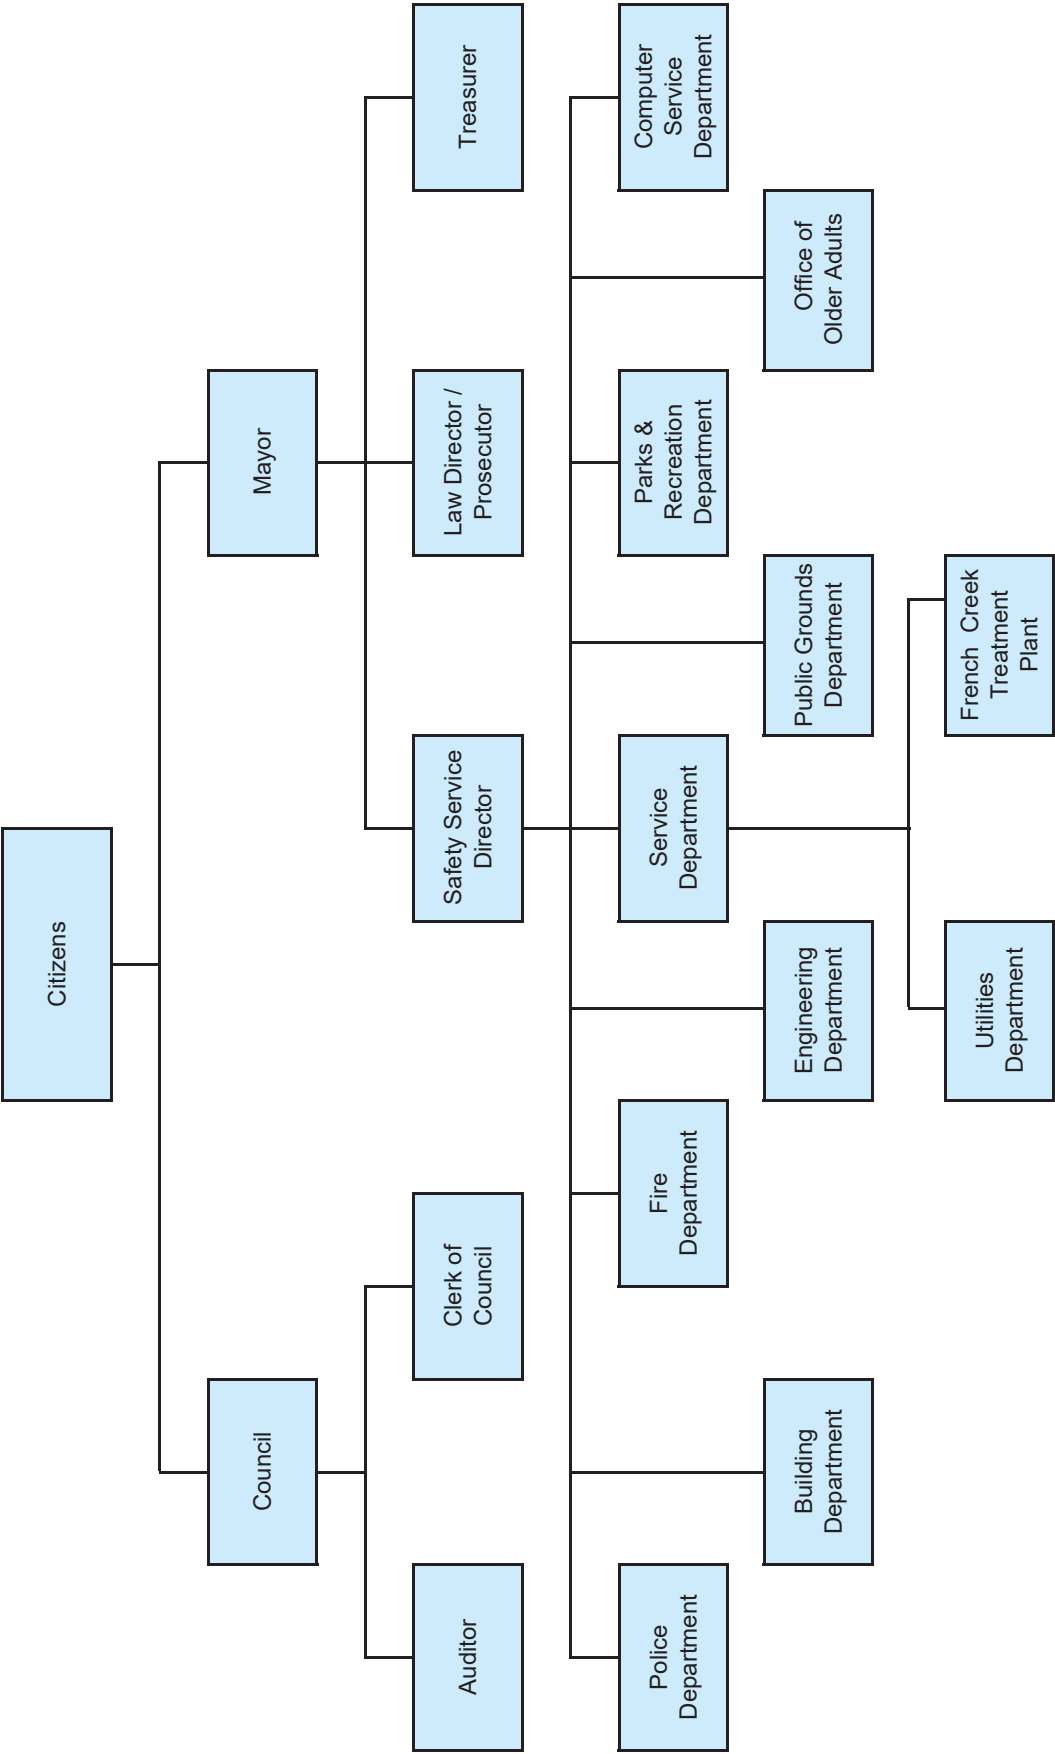 Citizens
Council
Mayor
Auditor
Clerk of
Council
Safety Service
Director
Law Director /
Prosecutor
Treasurer
Police
Department
Fire
Department
Service
Department
Parks &
Recreation
Department
Computer
Service
Department
Building
Department
Engineering
Department
Public Grounds
Department
Office of
Older Adults
Utilities
Department
French Creek
Treatment
Plant